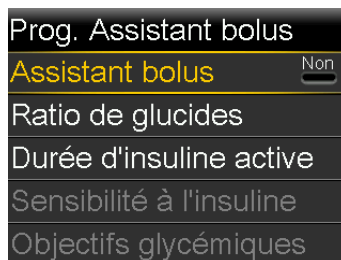 Prog. Assistant bolus
Assistant bolus Non
Ratio de glucides
Durée d'insuline active
Sensibilité à l'insuline
Objectifs glycémiques